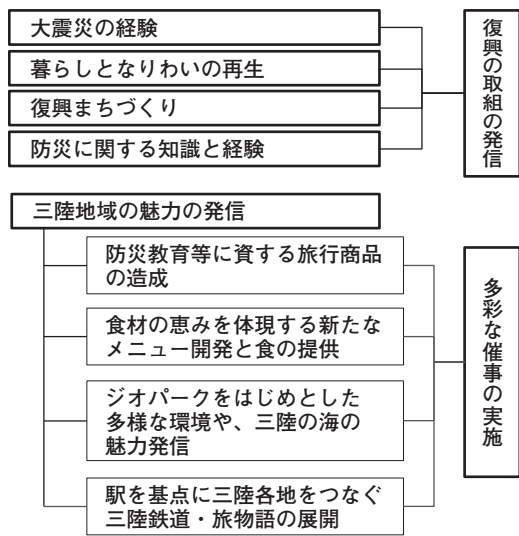 大震災の経験
暮らしとなりわいの再生
復興まちづくり
防災に関する知識と経験
復興の取組の発信
三陸地域の魅力の発信
防災教育等に資する旅行商品
の造成
食材の恵みを体現する新たな
メニュー開発と食の提供
ジオパークをはじめとした
多様な環境や、三陸の海の
魅力発信
駅を基点に三陸各地をつなぐ
三陸鉄道・旅物語の展開
多彩な催事の実施